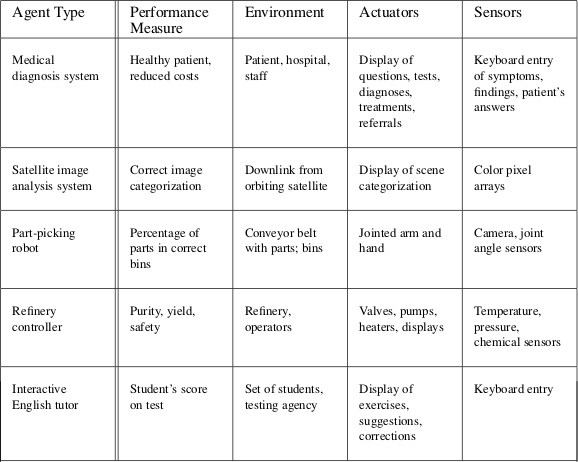 Agent Type
Performance
Measure
Environment
Actuators
Sensors
Medical
diagnosis system
Healthy patient,
reduced costs
Patient, hospital,
staff
Display of
questions, tests,
diagnoses,
treatments,
referrals
Keyboard entry
of symptoms,
findings, patient’s
answers
Satellite image
analysis system
Correct image
categorization
Downlink from
orbiting satellite
Display of scene
categorization
Color pixel
arrays
Part-picking
robot
Percentage of
parts in correct
bins
Conveyor belt
with parts; bins
Jointed arm and
hand
Camera, joint
angle sensors
Refinery
controller
Purity, yield,
safety
Refinery,
operators
Valves, pumps,
heaters, displays
Temperature,
pressure,
chemical sensors
Interactive
English tutor
Student’s score
on test
Set of students,
testing agency
Display of
exercises,
suggestions,
corrections
Keyboard entry